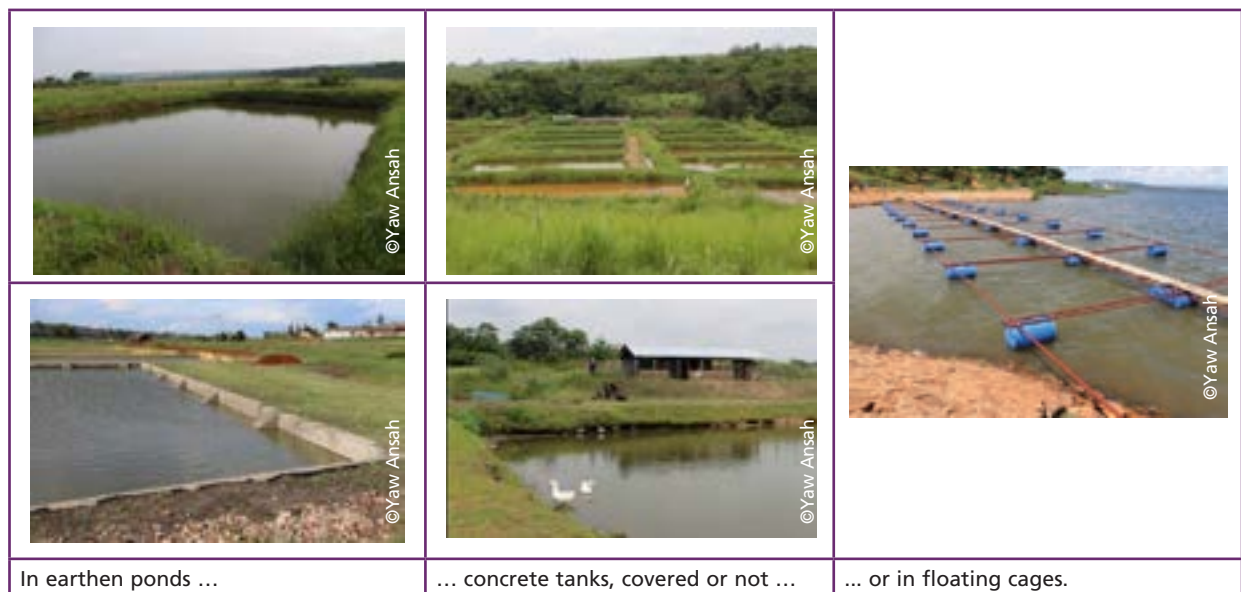 ©Yaw Ansah
©Yaw Ansah
©Yaw Ansah
©Yaw Ansah
©Yaw Ansah
In earthen ponds …
… concrete tanks, covered or not …
... or in floating cages.